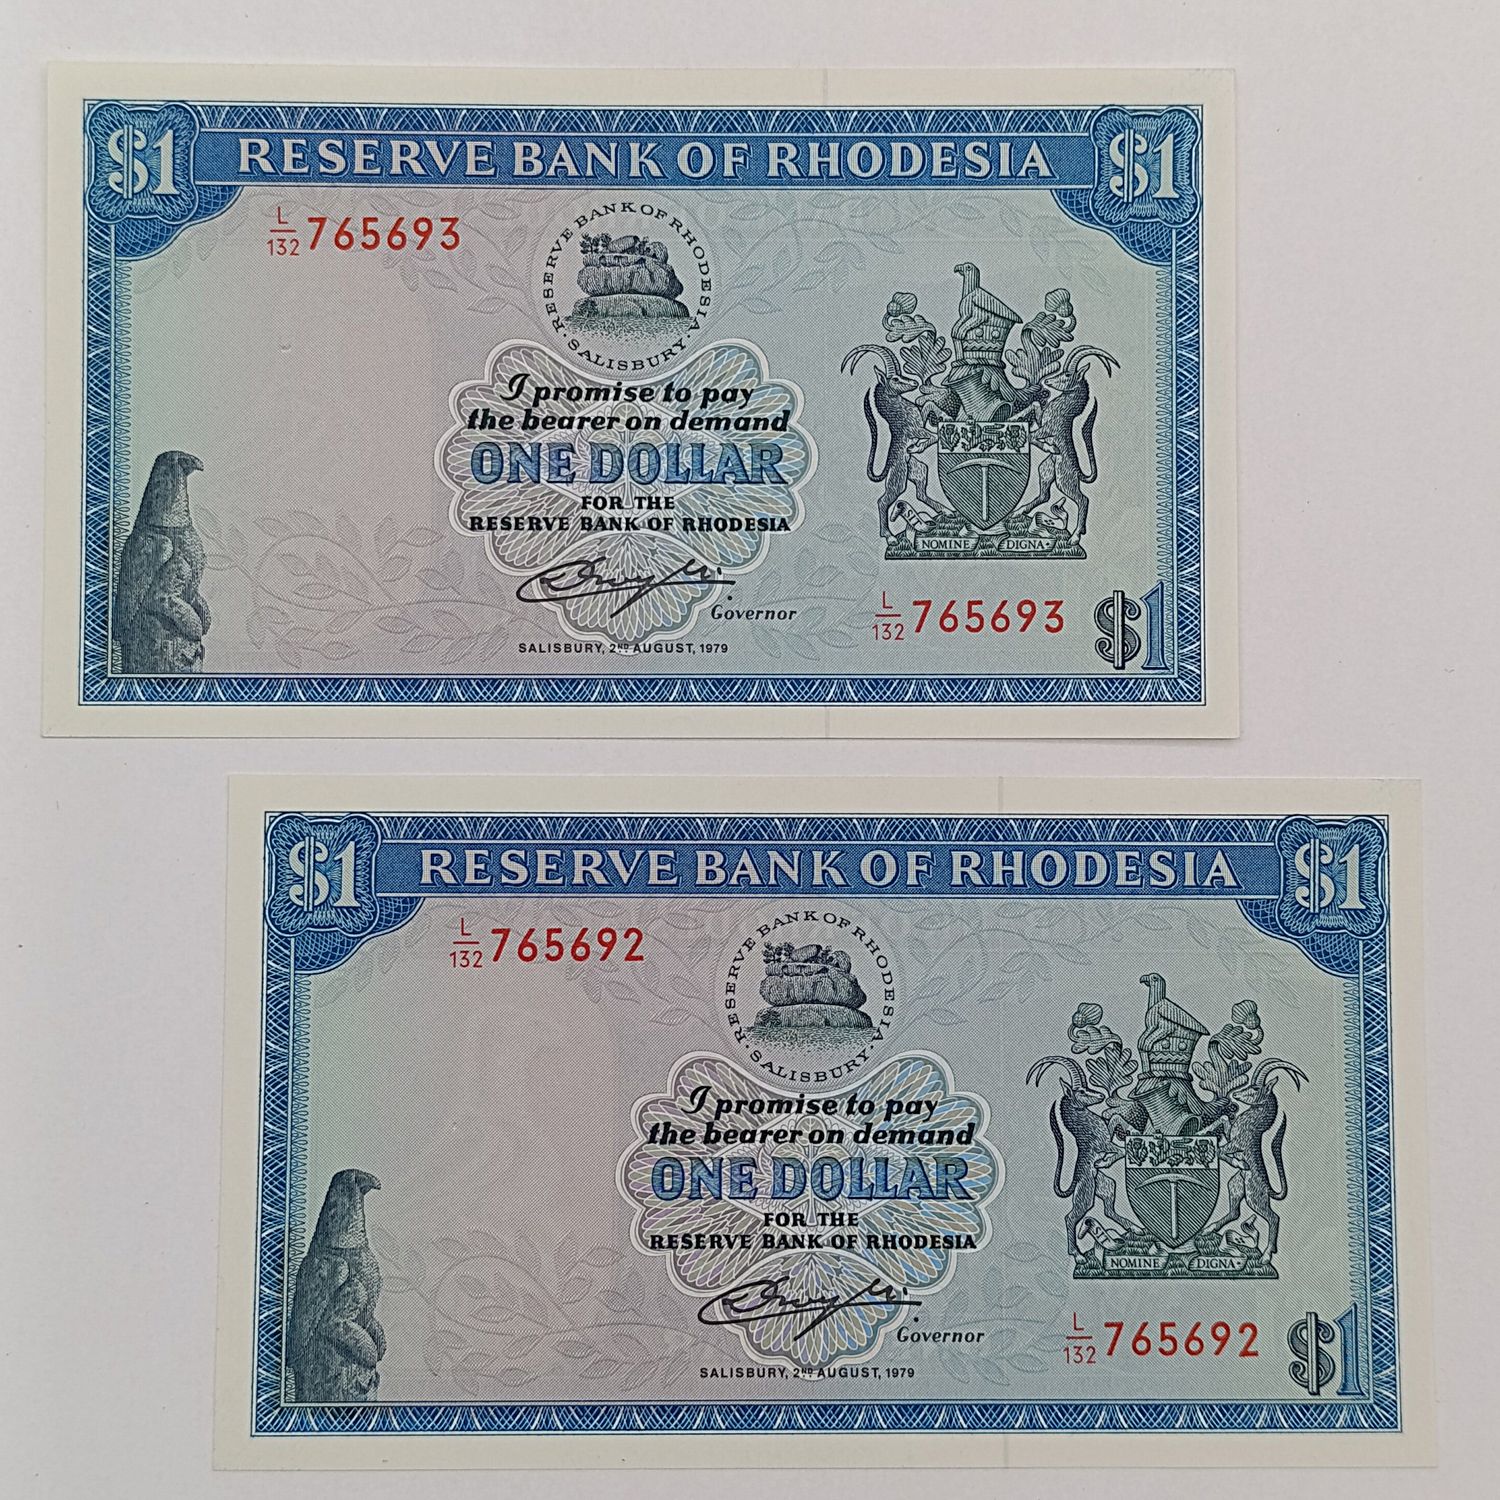 $1 RESERVE BANK OF RHODESIA $1
L/132 765693
RESERVE BANK OF RHODESIA
· SALISBURY ·
I promise to pay
the bearer on demand
ONE DOLLAR
FOR THE
RESERVE BANK OF RHODESIA
SIT NOMINE DIGNA
Governor
L/132 765693 $1
SALISBURY, 2ND AUGUST, 1979
$1 RESERVE BANK OF RHODESIA $1
L/132 765692
RESERVE BANK OF RHODESIA
· SALISBURY ·
I promise to pay
the bearer on demand
ONE DOLLAR
FOR THE
RESERVE BANK OF RHODESIA
SIT NOMINE DIGNA
Governor
L/132 765692 $1
SALISBURY, 2ND AUGUST, 1979